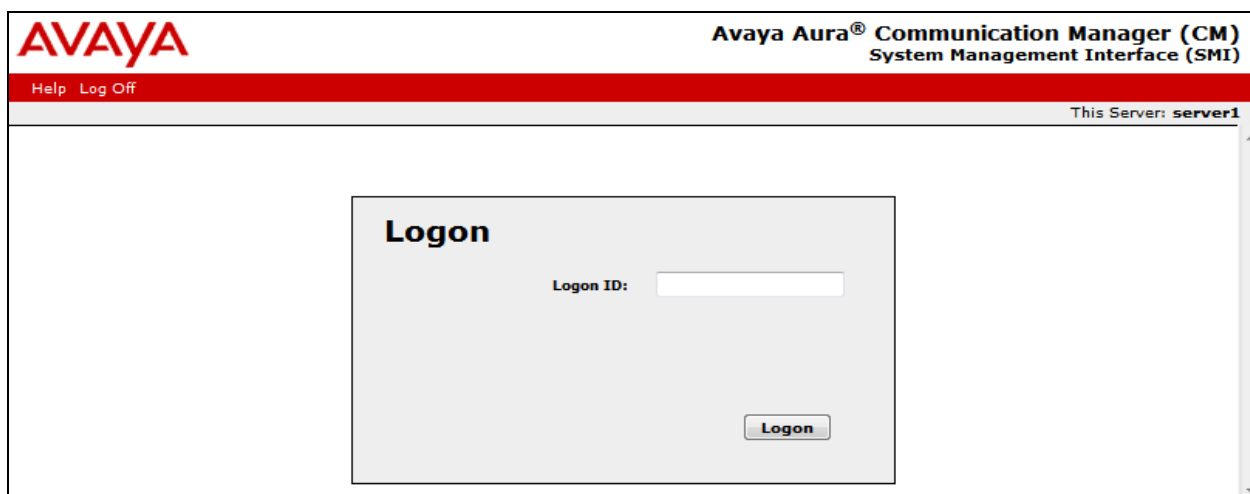 AVAYA
Avaya Aura® Communication Manager (CM)
System Management Interface (SMI)
Help Log Off
This Server: server1
Logon
Logon ID:
Logon